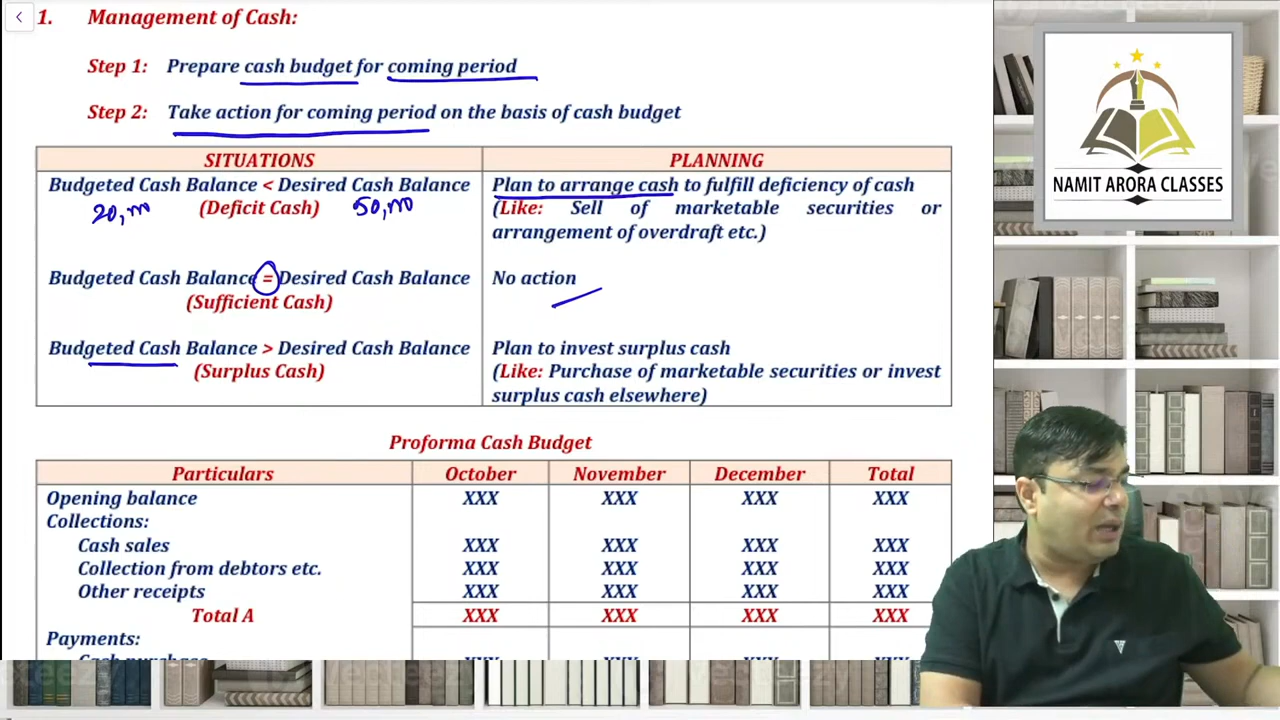 1. Management of Cash:
Step 1: Prepare cash budget for coming period
Step 2: Take action for coming period on the basis of cash budget
SITUATIONS PLANNING
Budgeted Cash Balance < Desired Cash Balance Plan to arrange cash to fulfill deficiency of cash
(Deficit Cash) (Like: Sell of marketable securities or
arrangement of overdraft etc.)
Budgeted Cash Balance = Desired Cash Balance No action
(Sufficient Cash)
Budgeted Cash Balance > Desired Cash Balance Plan to invest surplus cash
(Surplus Cash) (Like: Purchase of marketable securities or invest
surplus cash elsewhere)
Proforma Cash Budget
Particulars October November December Total
Opening balance XXX XXX XXX XXX
Collections:
Cash sales XXX XXX XXX XXX
Collection from debtors etc. XXX XXX XXX XXX
Other receipts XXX XXX XXX XXX
Total A XXX XXX XXX XXX
Payments:
NAMIT ARORA CLASSES